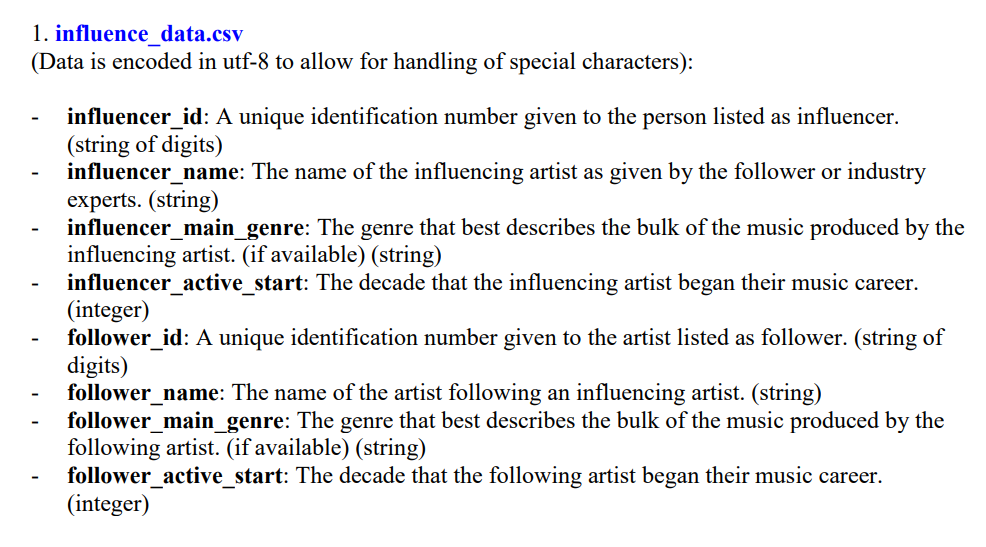 1. influence_data.csv
(Data is encoded in utf-8 to allow for handling of special characters):
- influencer_id: A unique identification number given to the person listed as influencer.
(string of digits)
- influencer_name: The name of the influencing artist as given by the follower or industry
experts. (string)
- influencer_main_genre: The genre that best describes the bulk of the music produced by the
influencing artist. (if available) (string)
- influencer_active_start: The decade that the influencing artist began their music career.
(integer)
- follower_id: A unique identification number given to the artist listed as follower. (string of
digits)
- follower_name: The name of the artist following an influencing artist. (string)
- follower_main_genre: The genre that best describes the bulk of the music produced by the
following artist. (if available) (string)
- follower_active_start: The decade that the following artist began their music career.
(integer)